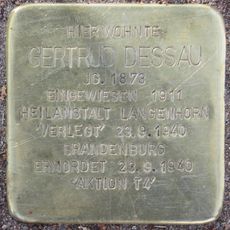 HIER WOHNTE
GERTRUD DESSAU
JG. 1873
EINGEWIESEN 1911
HEILANSTALT LANGENHORN
'VERLEGT' 23.9.1940
BRANDENBURG
ERMORDET 23.9.1940
'AKTION T4'